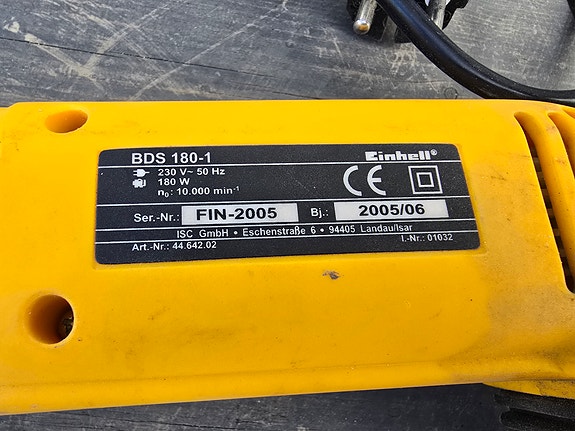 BDS 180-1
Einhell®
230 V~ 50 Hz
180 W
n₀: 10.000 min⁻¹
CE
Ser.-Nr.: FIN-2005 Bj.: 2005/06
ISC GmbH • Eschenstraße 6 • 94405 Landau/Isar
Art.-Nr.: 44.642.02 I.-Nr.: 01032